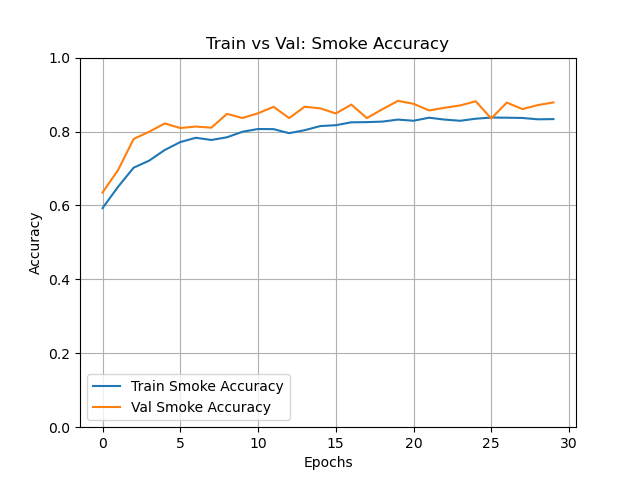 Train vs Val: Smoke Accuracy
1.0
0.8
0.6
0.4
0.2
0.0
Accuracy
Train Smoke Accuracy
Val Smoke Accuracy
0 5 10 15 20 25 30
Epochs